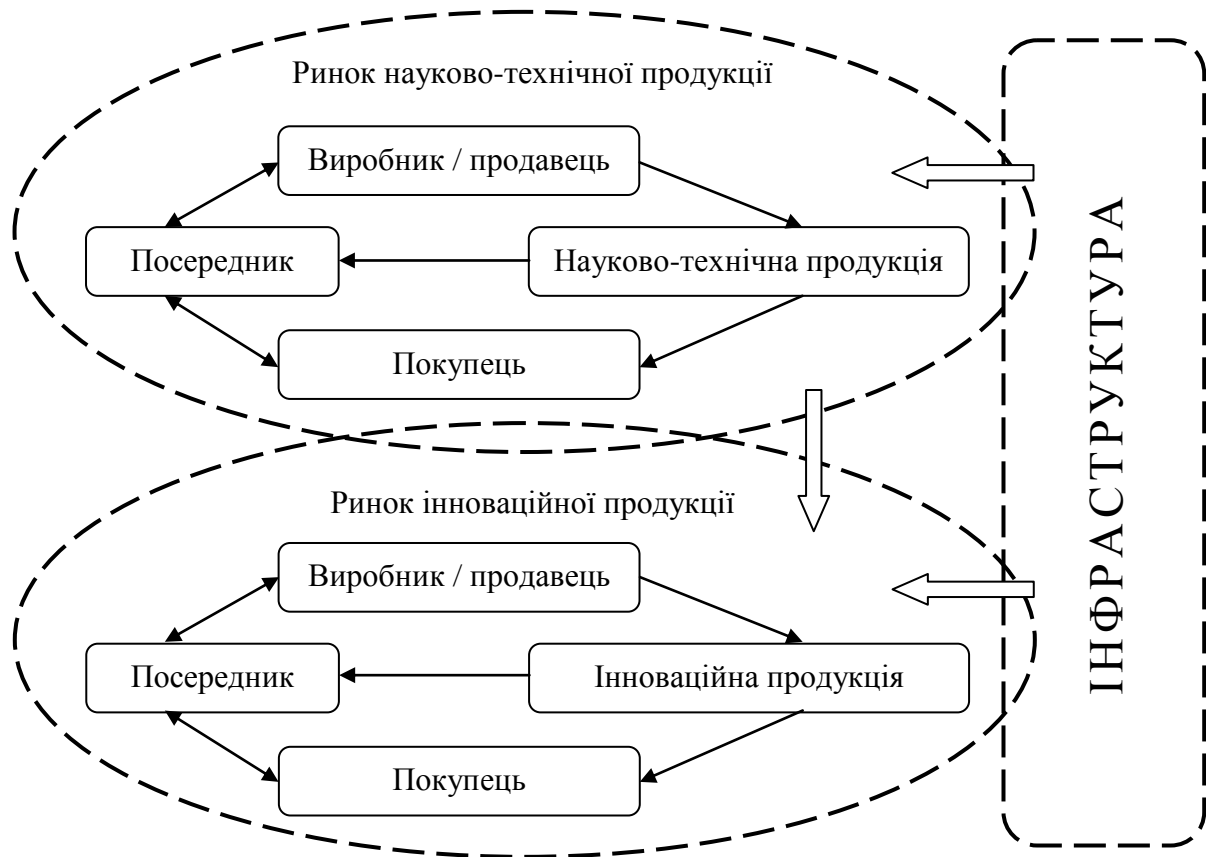 Ринок науково-технічної продукції
Виробник / продавець
Посередник
Науково-технічна продукція
Покупець
Ринок інноваційної продукції
Виробник / продавець
Посередник
Інноваційна продукція
Покупець
ІНФРАСТРУКТУРА